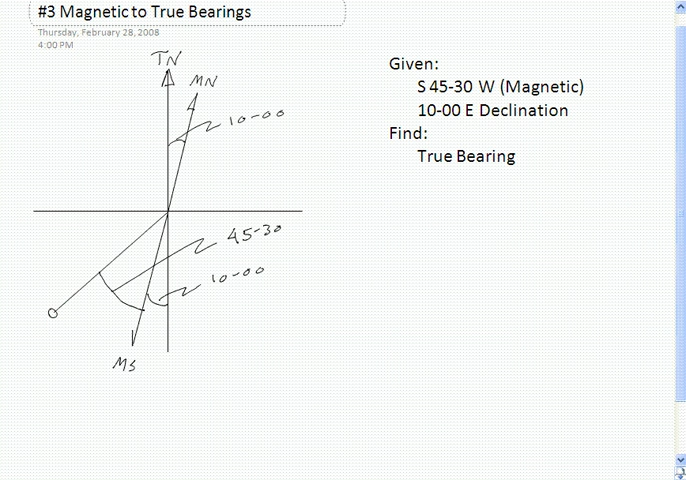 #3 Magnetic to True Bearings
Thursday, February 28, 2008
4:00 PM
TN
MN
10-00
45-30
10-00
MS
Given:
S 45-30 W (Magnetic)
10-00 E Declination
Find:
True Bearing